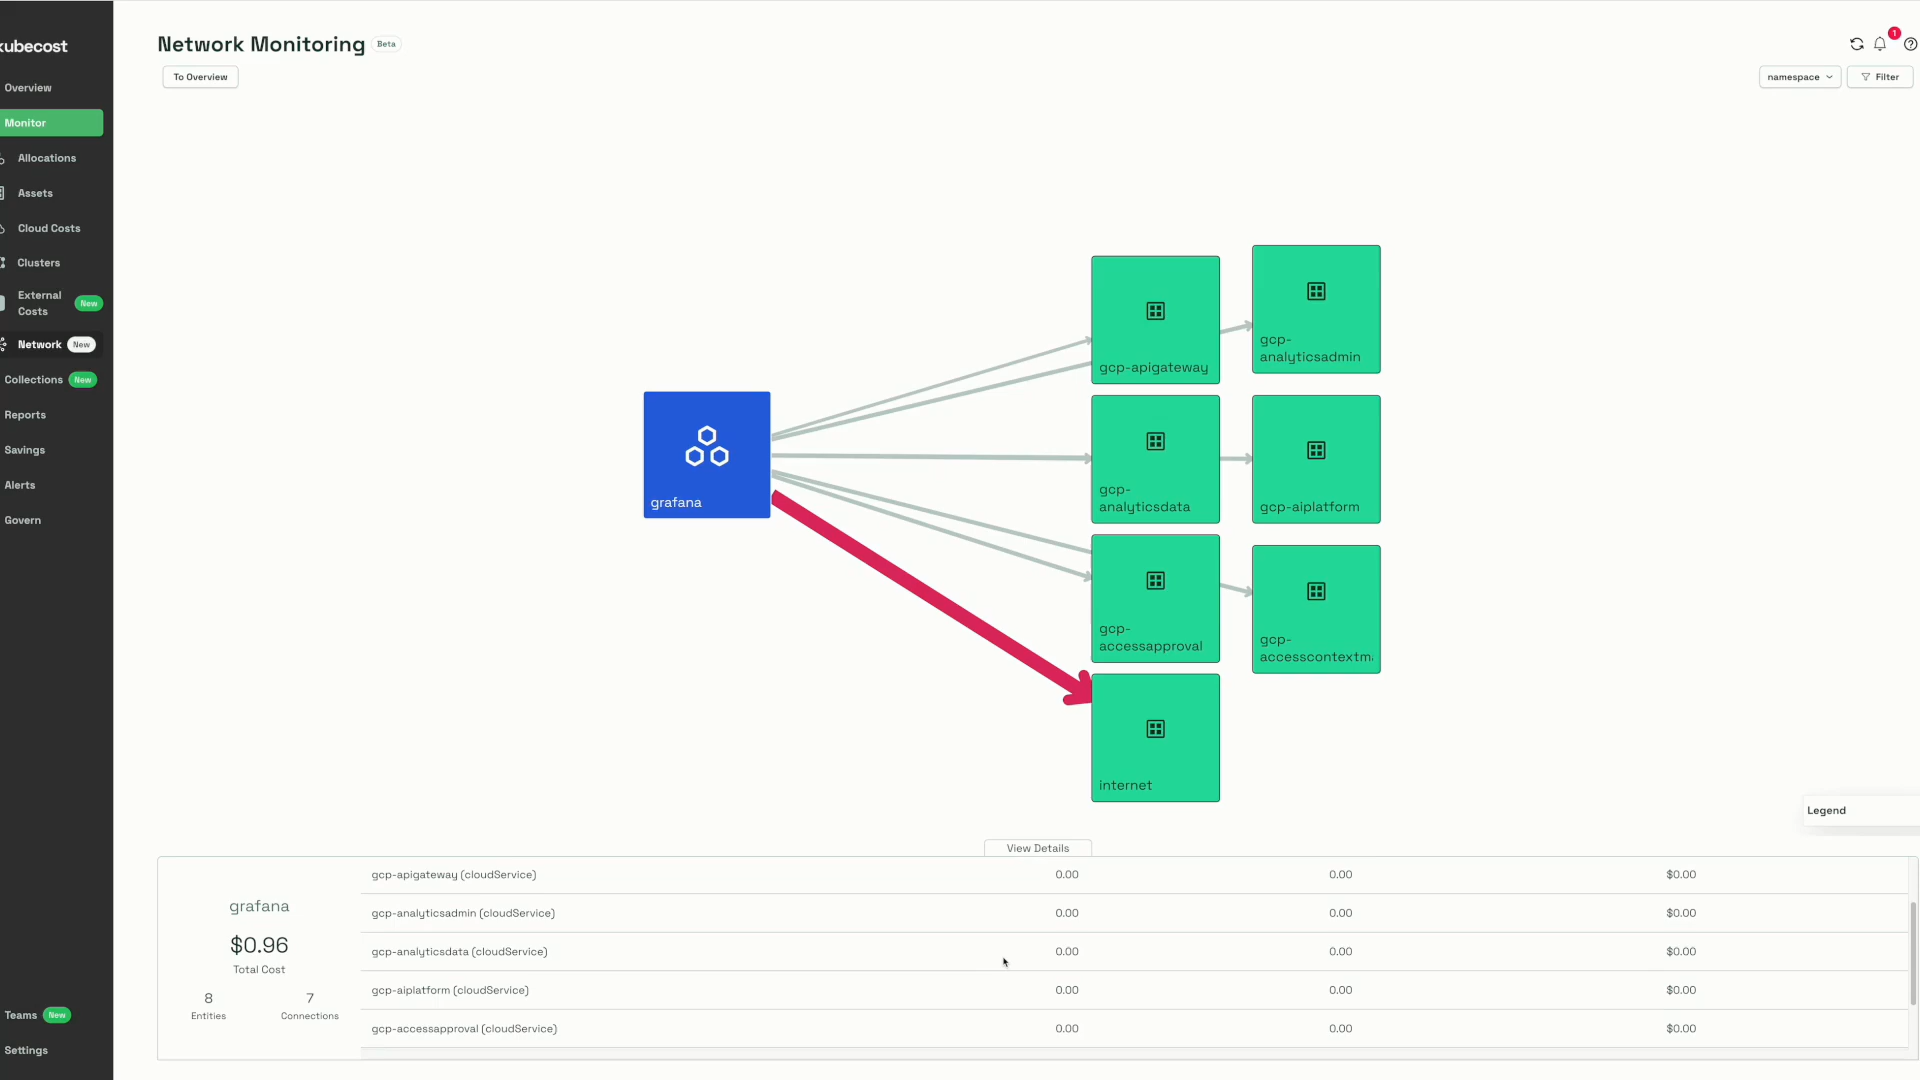 kubecost
Overview
Monitor
Allocations
Assets
Cloud Costs
Clusters
External
Costs
New
Network New
Collections New
Reports
Savings
Alerts
Govern
Teams New
Settings
Network Monitoring Beta
1
To Overview
namespace
Filter
gcp-apigateway
gcp-
analyticsadmin
gcp-
analyticsdata
gcp-aiplatform
grafana
gcp-
accessapproval
gcp-
accesscontextm
internet
Legend
View Details
grafana
$0.96
Total Cost
8
Entities
7
Connections
gcp-apigateway (cloudService) 0.00 0.00 $0.00
gcp-analyticsadmin (cloudService) 0.00 0.00 $0.00
gcp-analyticsdata (cloudService) 0.00 0.00 $0.00
gcp-aiplatform (cloudService) 0.00 0.00 $0.00
gcp-accessapproval (cloudService) 0.00 0.00 $0.00